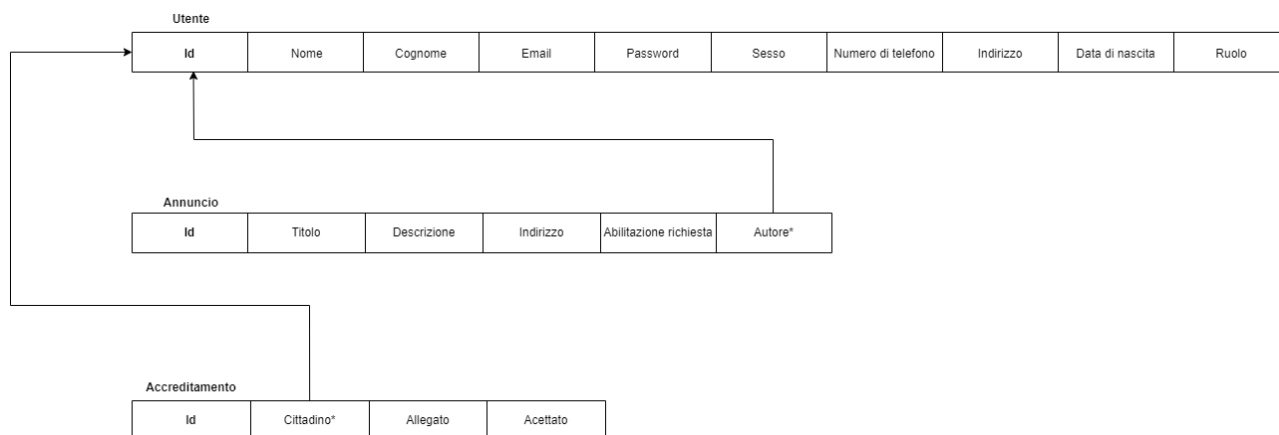 Utente
Id Nome Cognome Email Password Sesso Numero di telefono Indirizzo Data di nascita Ruolo
Annuncio
Id Titolo Descrizione Indirizzo Abilitazione richiesta Autore*
Accreditamento
Id Cittadino* Allegato Acettato